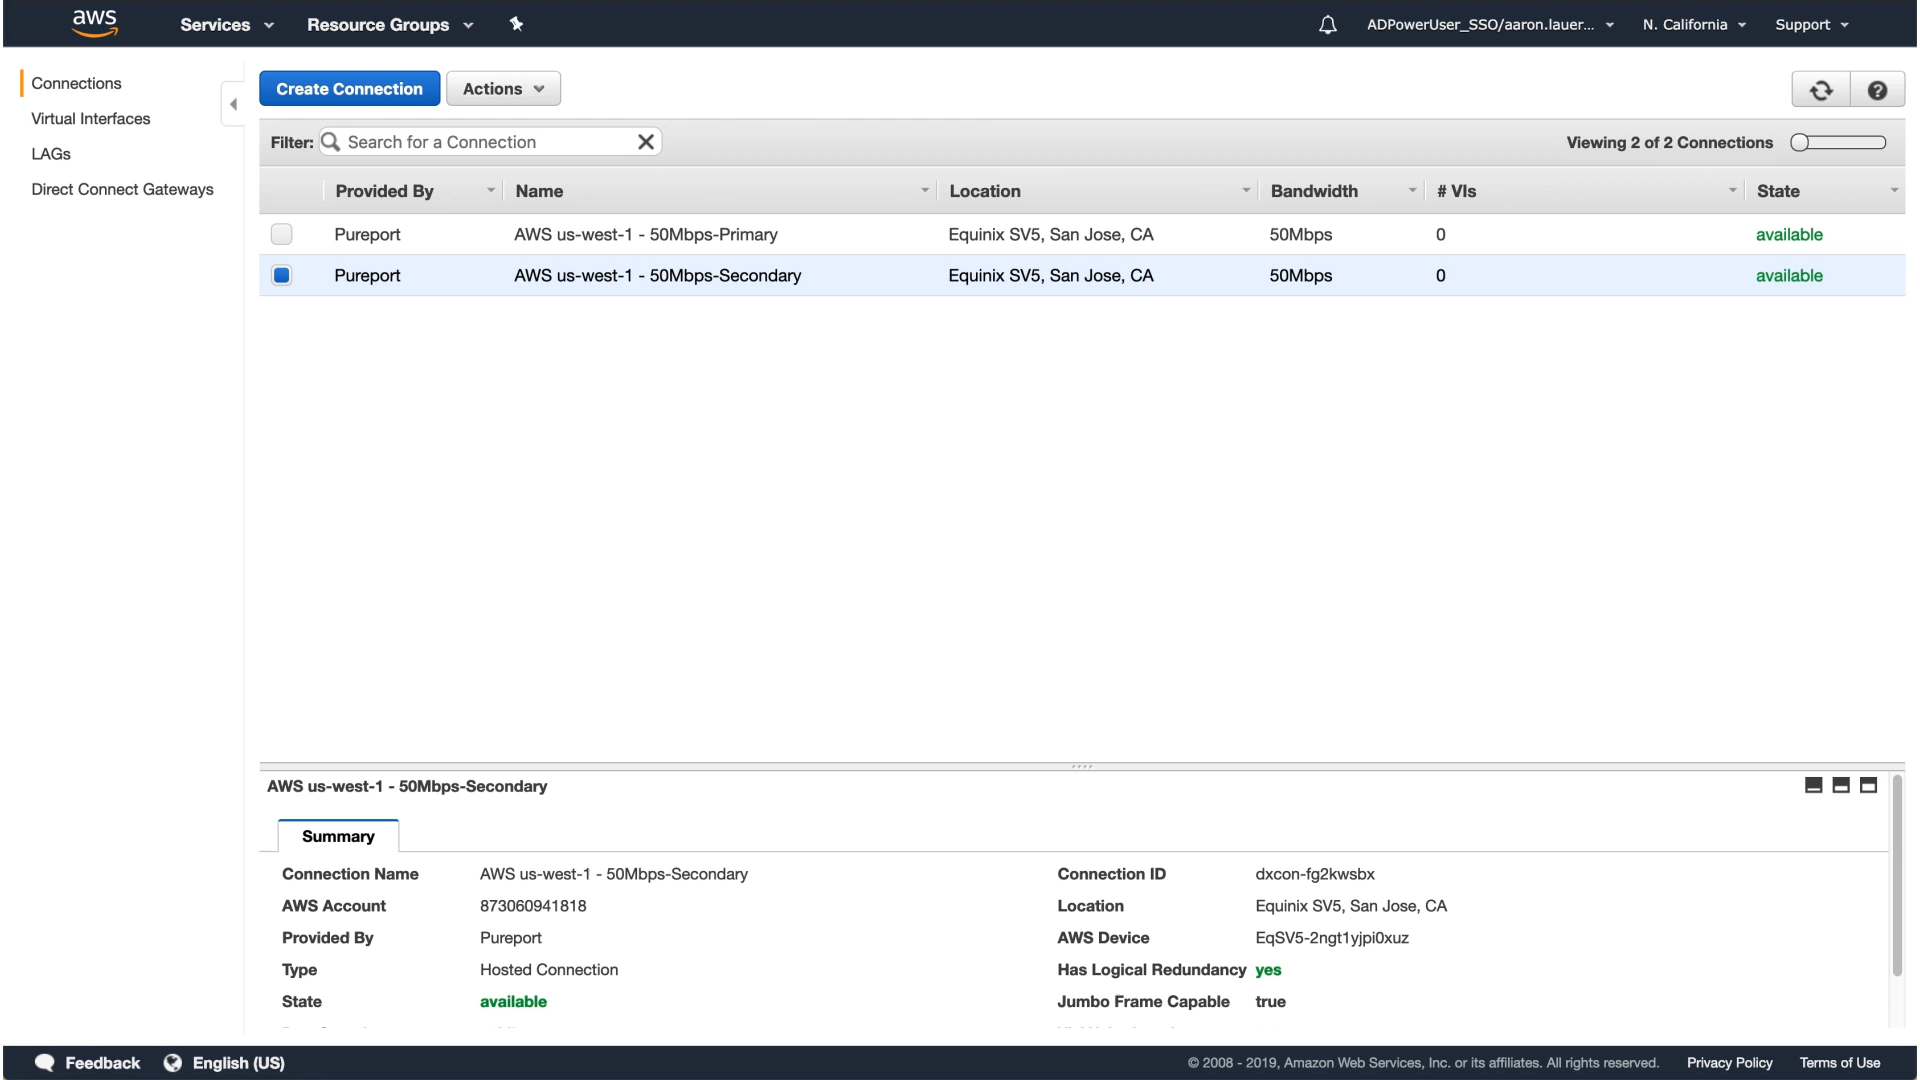 aws Services Resource Groups ADPowerUser_SSO/aaron.lauer... N. California Support
Connections
Virtual Interfaces
LAGs
Direct Connect Gateways
Create Connection Actions
Filter: Search for a Connection Viewing 2 of 2 Connections
Provided By Name Location Bandwidth # VIs State
Pureport AWS us-west-1 - 50Mbps-Primary Equinix SV5, San Jose, CA 50Mbps 0 available
Pureport AWS us-west-1 - 50Mbps-Secondary Equinix SV5, San Jose, CA 50Mbps 0 available
AWS us-west-1 - 50Mbps-Secondary
Summary
Connection Name AWS us-west-1 - 50Mbps-Secondary Connection ID dxcon-fg2kwsbx
AWS Account 873060941818 Location Equinix SV5, San Jose, CA
Provided By Pureport AWS Device EqSV5-2ngt1yjpi0xuz
Type Hosted Connection Has Logical Redundancy yes
State available Jumbo Frame Capable true
Feedback English (US) © 2008 - 2019, Amazon Web Services, Inc. or its affiliates. All rights reserved. Privacy Policy Terms of Use